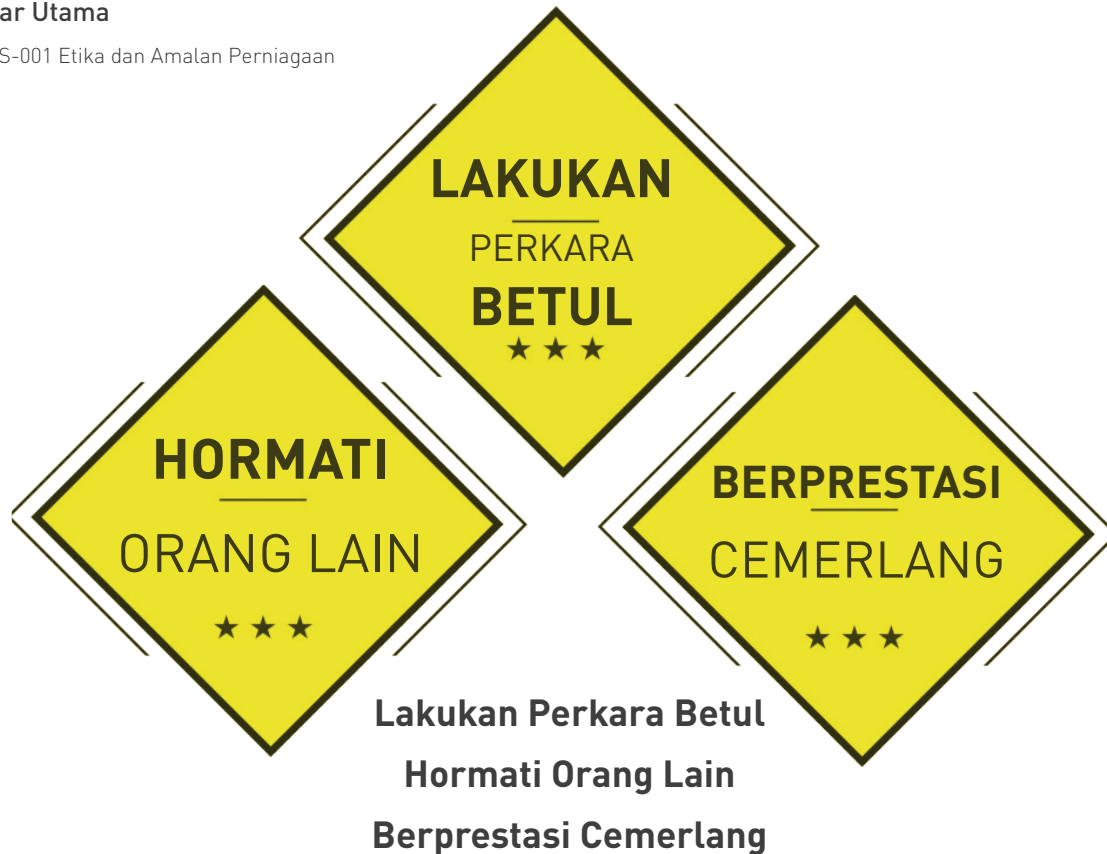 Utama
S-001 Etika dan Amalan Perniagaan
LAKUKAN
PERKARA
BETUL
HORMATI
ORANG LAIN
BERPRESTASI
CEMERLANG
Lakukan Perkara Betul
Hormati Orang Lain
Berprestasi Cemerlang